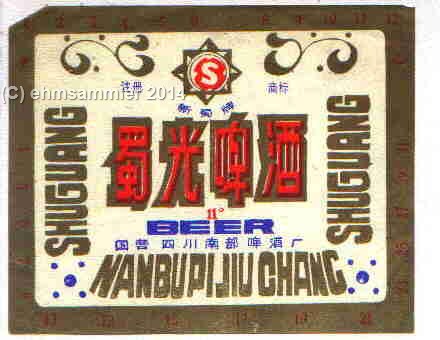 (C) ehmsammler 2014
S
注册 商标
新蜀牌
SHUGUANG
蜀光啤酒
SHUGUANG
11°
BEER
国营四川南部啤酒厂
NANBUPIJIUCHANG